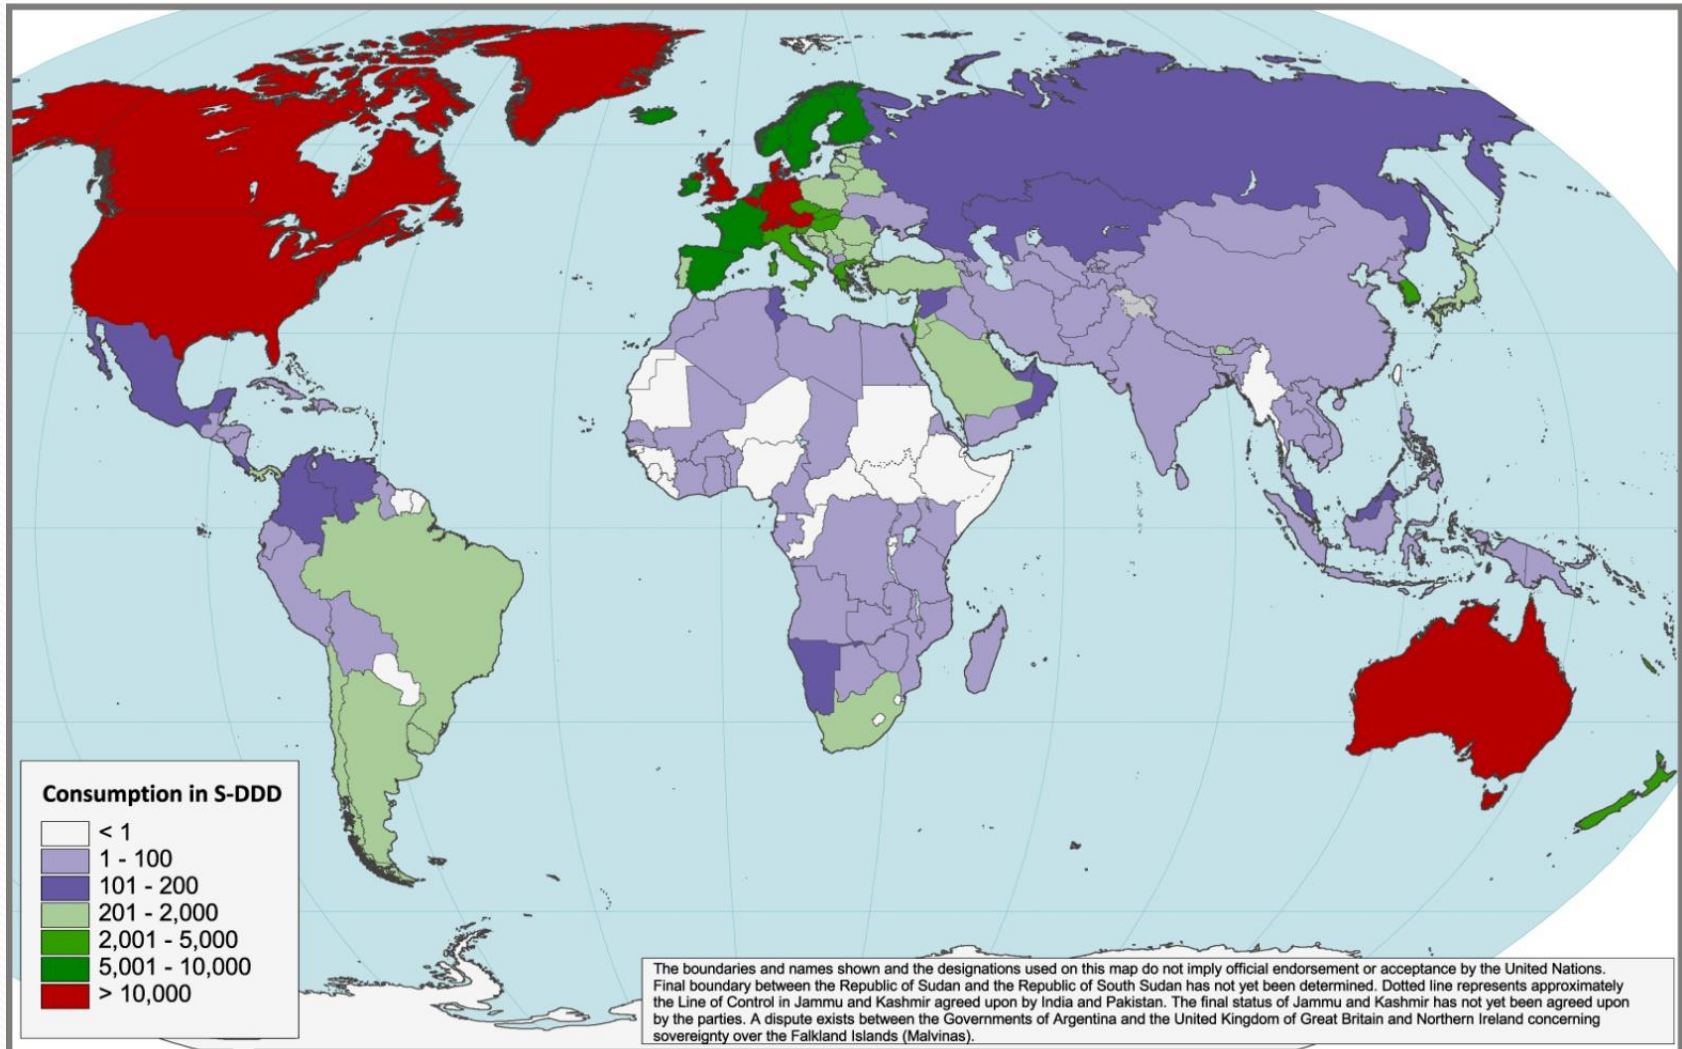 Consumption in S-DDD
< 1
1 - 100
101 - 200
201 - 2,000
2,001 - 5,000
5,001 - 10,000
> 10,000
The boundaries and names shown and the designations used on this map do not imply official endorsement or acceptance by the United Nations.
Final boundary between the Republic of Sudan and the Republic of South Sudan has not yet been determined. Dotted line represents approximately
the Line of Control in Jammu and Kashmir agreed upon by India and Pakistan. The final status of Jammu and Kashmir has not yet been agreed upon
by the parties. A dispute exists between the Governments of Argentina and the United Kingdom of Great Britain and Northern Ireland concerning
sovereignty over the Falkland Islands (Malvinas).